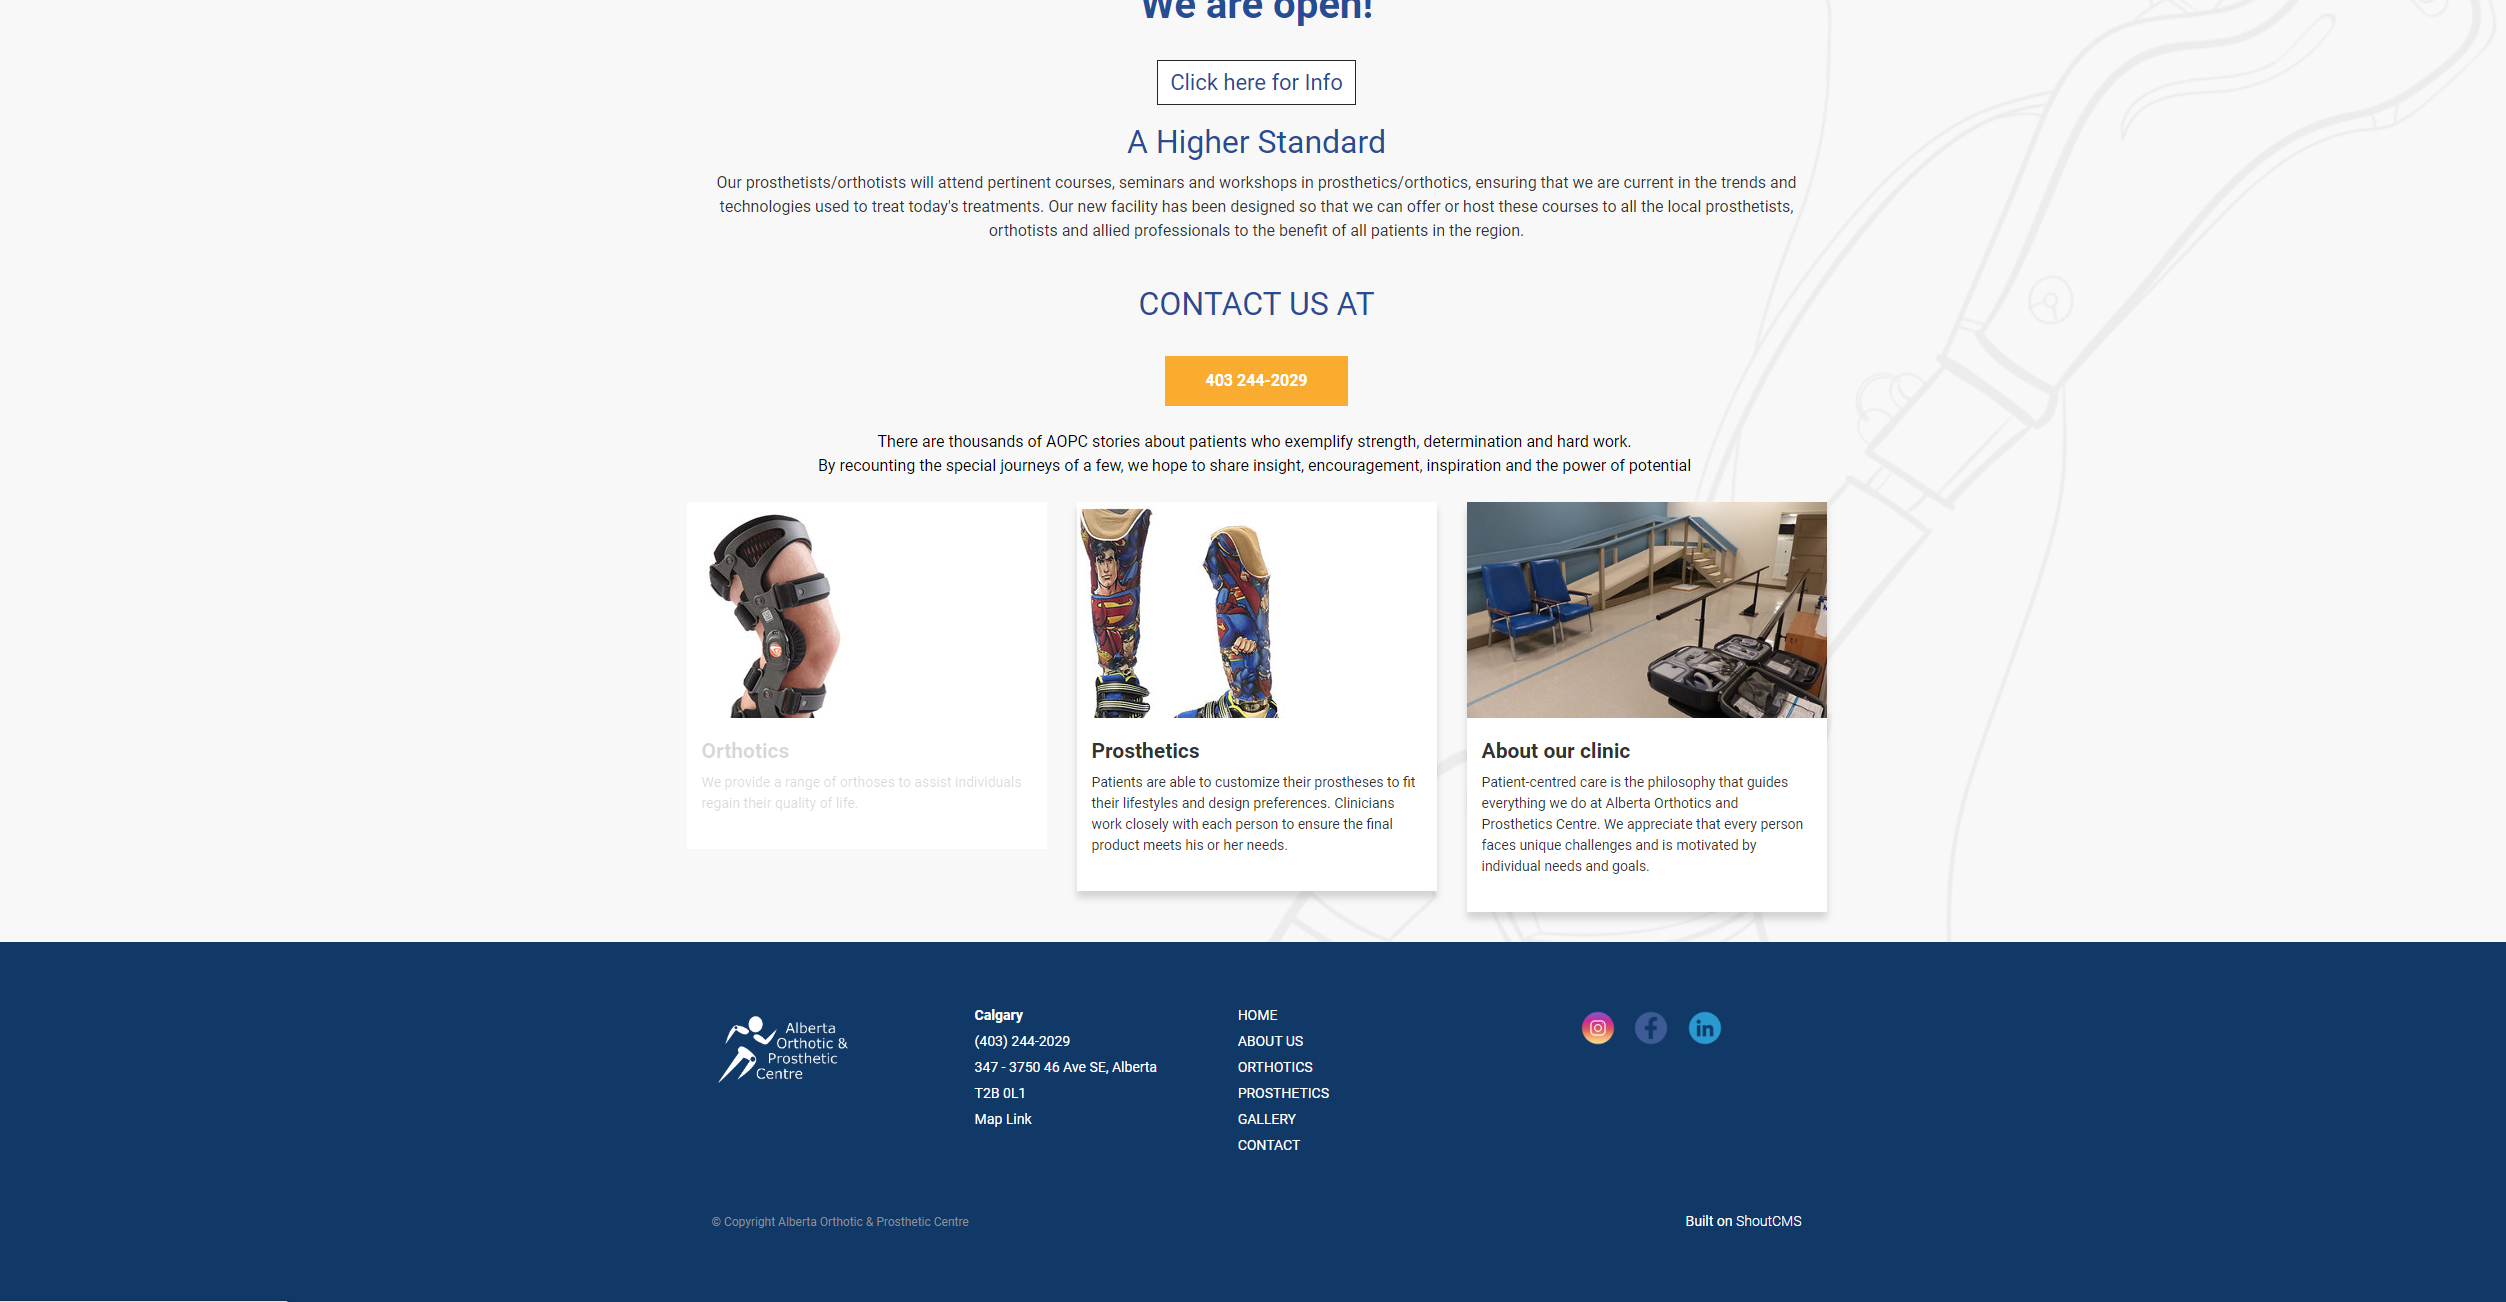 We are open!
Click here for Info
A Higher Standard
Our prosthetists/orthotists will attend pertinent courses, seminars and workshops in prosthetics/orthotics, ensuring that we are current in the trends and
technologies used to treat today's treatments. Our new facility has been designed so that we can offer or host these courses to all the local prosthetists,
orthotists and allied professionals to the benefit of all patients in the region.
CONTACT US AT
403 244-2029
There are thousands of AOPC stories about patients who exemplify strength, determination and hard work.
By recounting the special journeys of a few, we hope to share insight, encouragement, inspiration and the power of potential
Orthotics
We provide a range of orthoses to assist individuals
regain their quality of life.
Prosthetics
Patients are able to customize their prostheses to fit
their lifestyles and design preferences. Clinicians
work closely with each person to ensure the final
product meets his or her needs.
About our clinic
Patient-centred care is the philosophy that guides
everything we do at Alberta Orthotics and
Prosthetics Centre. We appreciate that every person
faces unique challenges and is motivated by
individual needs and goals.
Alberta
Orthotic &
Prosthetic
Centre
Calgary
(403) 244-2029
347 - 3750 46 Ave SE, Alberta
T2B 0L1
Map Link
HOME
ABOUT US
ORTHOTICS
PROSTHETICS
GALLERY
CONTACT
© Copyright Alberta Orthotic & Prosthetic Centre
Built on ShoutCMS